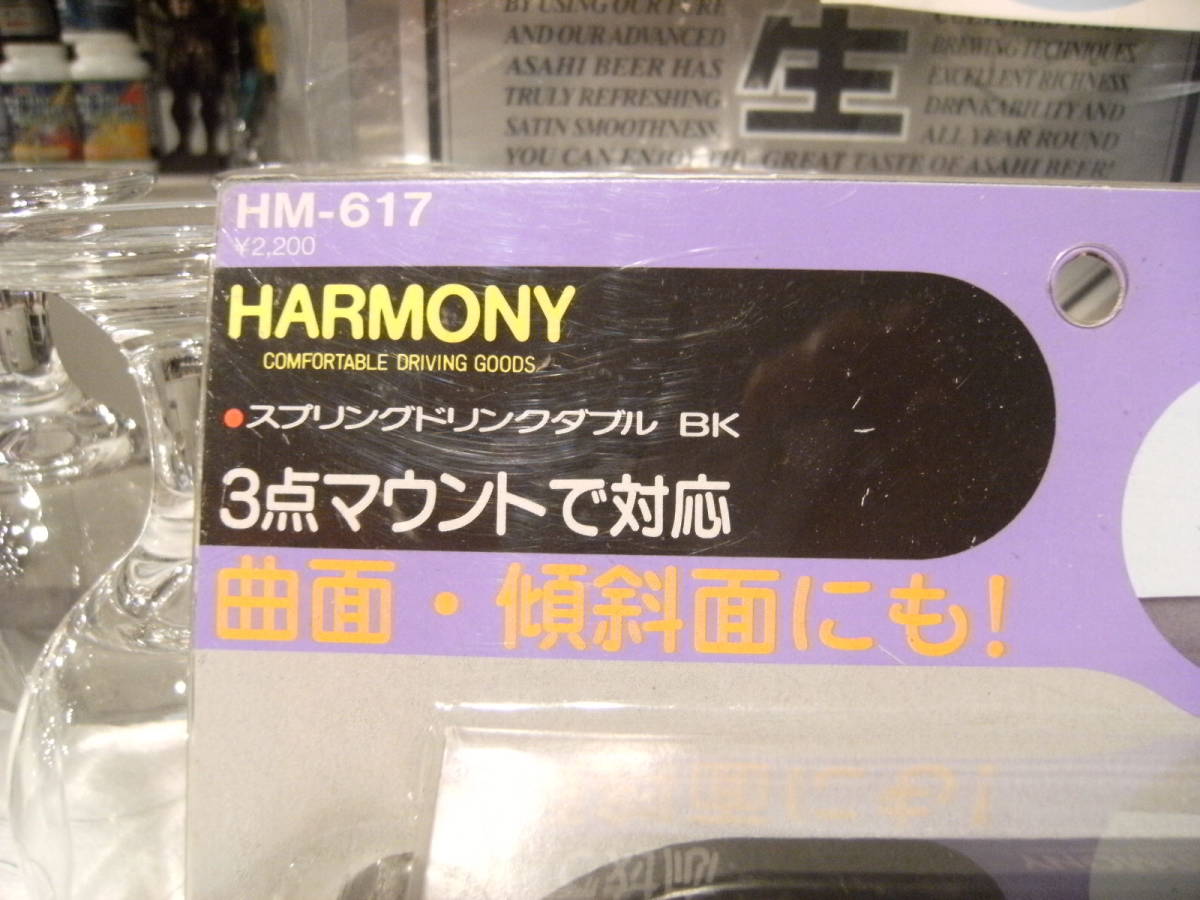 BY USING OUR PURE
AND OUR ADVANCED
ASAHI BEER HAS
TRULY REFRESHING
SATIN SMOOTHNESS
生
BREWING TECHNIQUES,
EXCELLENT RICHNESS
DRINKABILITY AND
ALL YEAR ROUND
YOU CAN ENJOY THE GREAT TASTE OF ASAHI BEER!
HM-617
¥2,200
HARMONY
COMFORTABLE DRIVING GOODS
スプリングドリンクダブル BK
3点マウントで対応
曲面・傾斜面にも!